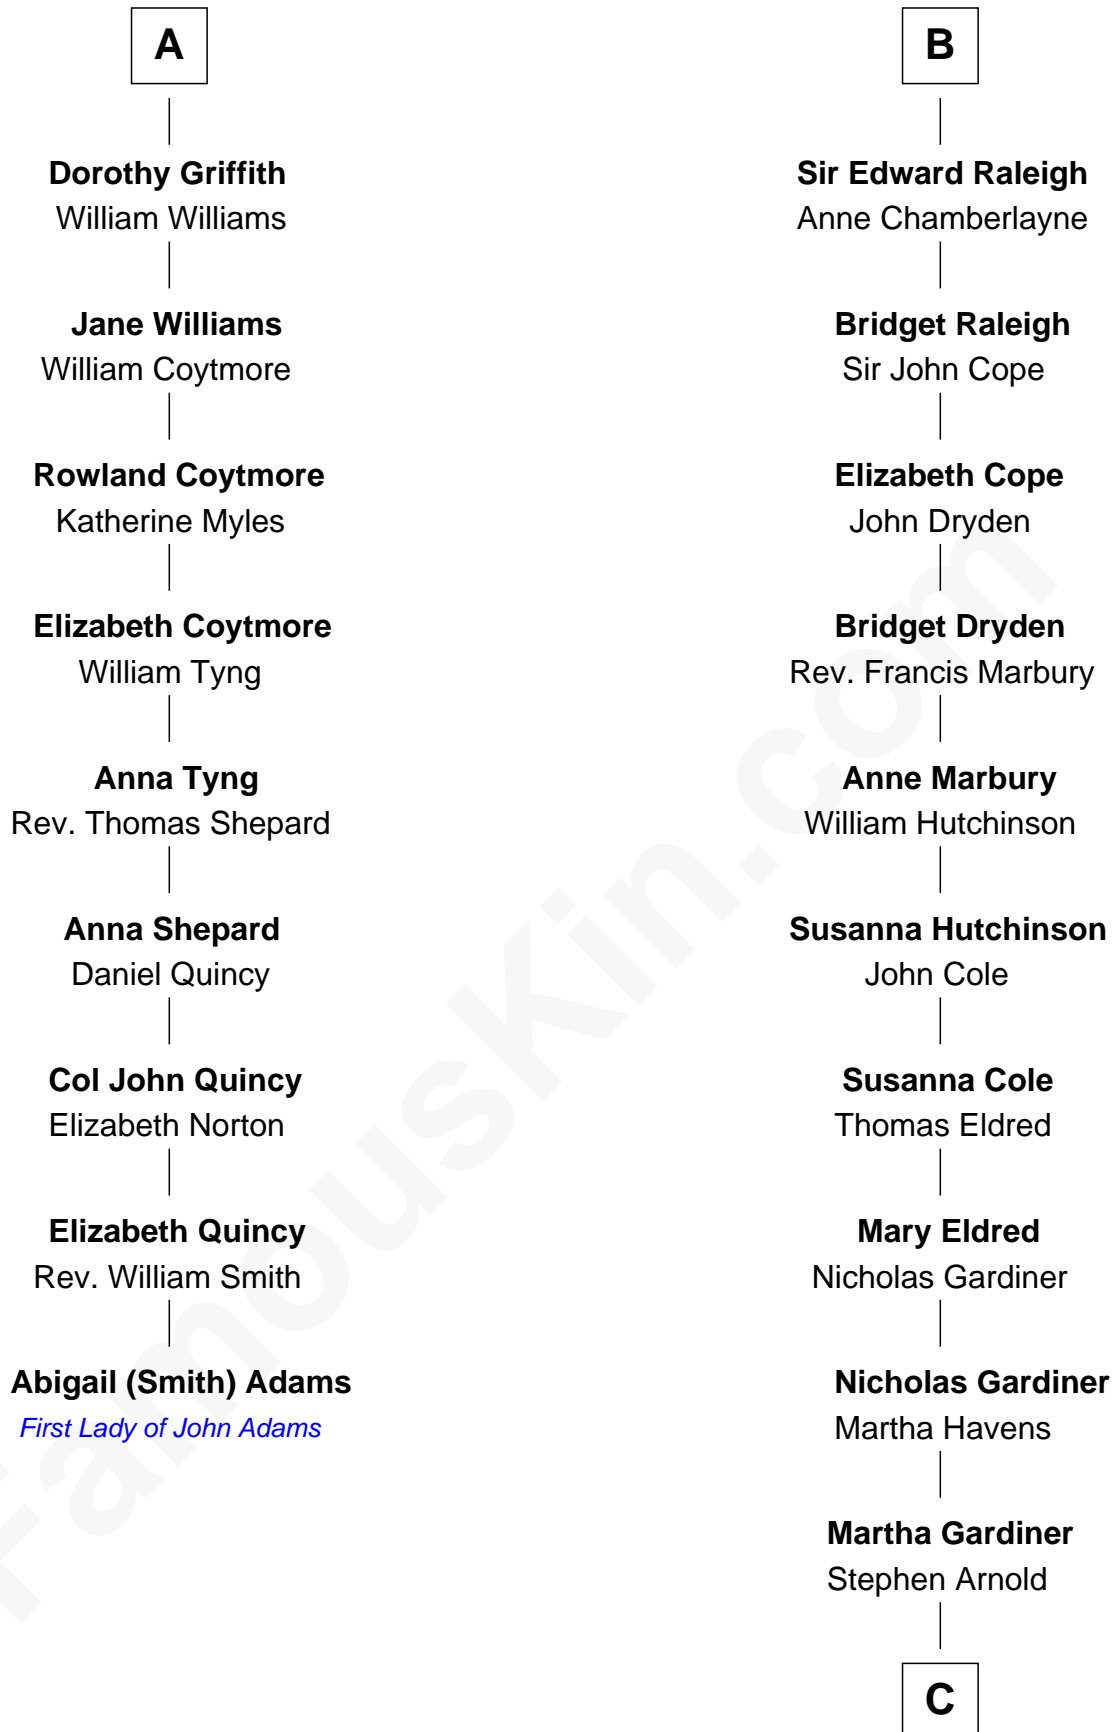 A
Dorothy Griffith
William Williams
Jane Williams
William Coytmore
Rowland Coytmore
Katherine Myles
Elizabeth Coytmore
William Tyng
Anna Tyng
Rev. Thomas Shepard
Anna Shepard
Daniel Quincy
Col John Quincy
Elizabeth Norton
Elizabeth Quincy
Rev. William Smith
Abigail (Smith) Adams
First Lady of John Adams
B
Sir Edward Raleigh
Anne Chamberlayne
Bridget Raleigh
Sir John Cope
Elizabeth Cope
John Dryden
Bridget Dryden
Rev. Francis Marbury
Anne Marbury
William Hutchinson
Susanna Hutchinson
John Cole
Susanna Cole
Thomas Eldred
Mary Eldred
Nicholas Gardiner
Nicholas Gardiner
Martha Havens
Martha Gardiner
Stephen Arnold
C
FamousKin.com